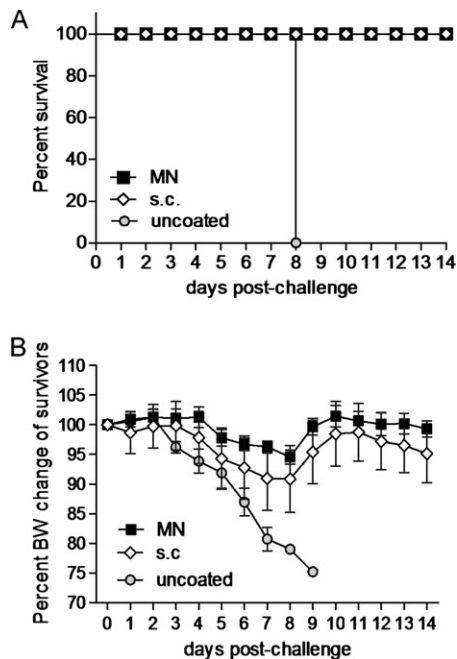 A
Percent survival
100
80
60
40
20
0
MN
s.c.
uncoated
0 1 2 3 4 5 6 7 8 9 10 11 12 13 14
days post-challenge
B
Percent BW change of survivors
110
105
100
95
90
85
80
75
70
MN
s.c
uncoated
0 1 2 3 4 5 6 7 8 9 10 11 12 13 14
days post-challenge